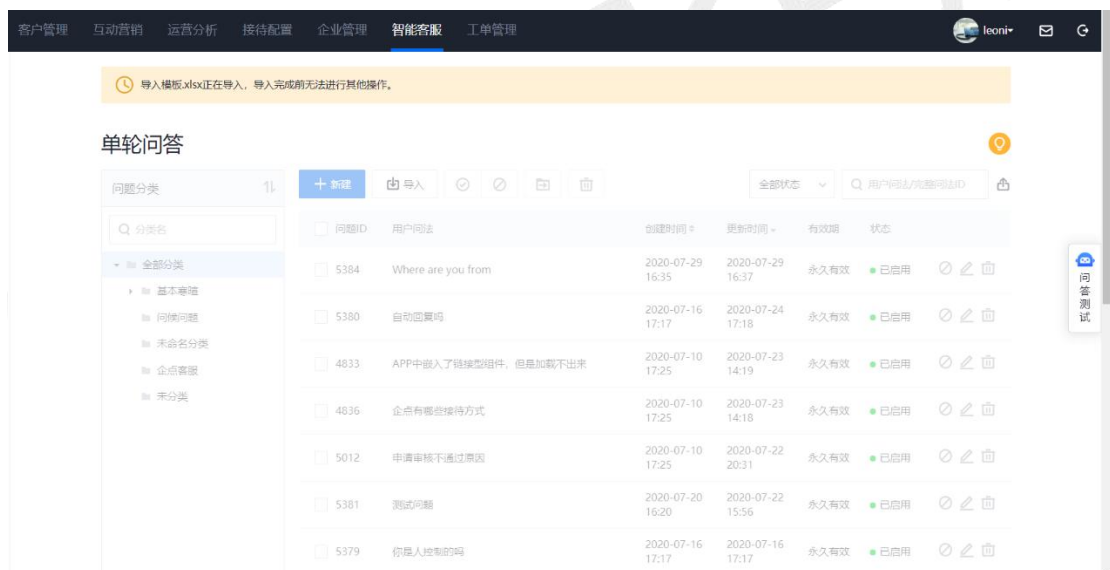 客户管理 互动营销 运营分析 接待配置 企业管理 智能客服 工单管理 leoni
导入模板.xlsx正在导入，导入完成前无法进行其他操作。
单轮问答
问题分类 新建 导入 全部状态 用户问法/完整问法/ID
分类名 问题ID 用户问法 创建时间 更新时间 有效期 状态
全部分类
基本寒暄
问候问题
未命名分类
企点客服
未分类
5384 Where are you from 2020-07-29 16:35 2020-07-29 16:37 永久有效 已启用
5380 自动回复吗 2020-07-16 17:17 2020-07-24 17:18 永久有效 已启用
4833 APP中嵌入了链接型组件，但是加载不出来 2020-07-10 17:25 2020-07-23 14:19 永久有效 已启用
4836 企点有哪些接待方式 2020-07-10 17:25 2020-07-23 14:18 永久有效 已启用
5012 申请审核不通过原因 2020-07-10 17:25 2020-07-22 20:31 永久有效 已启用
5381 测试问题 2020-07-20 16:20 2020-07-22 15:56 永久有效 已启用
5379 你是人控制的吗 2020-07-16 17:17 2020-07-16 17:17 永久有效 已启用
问答测试